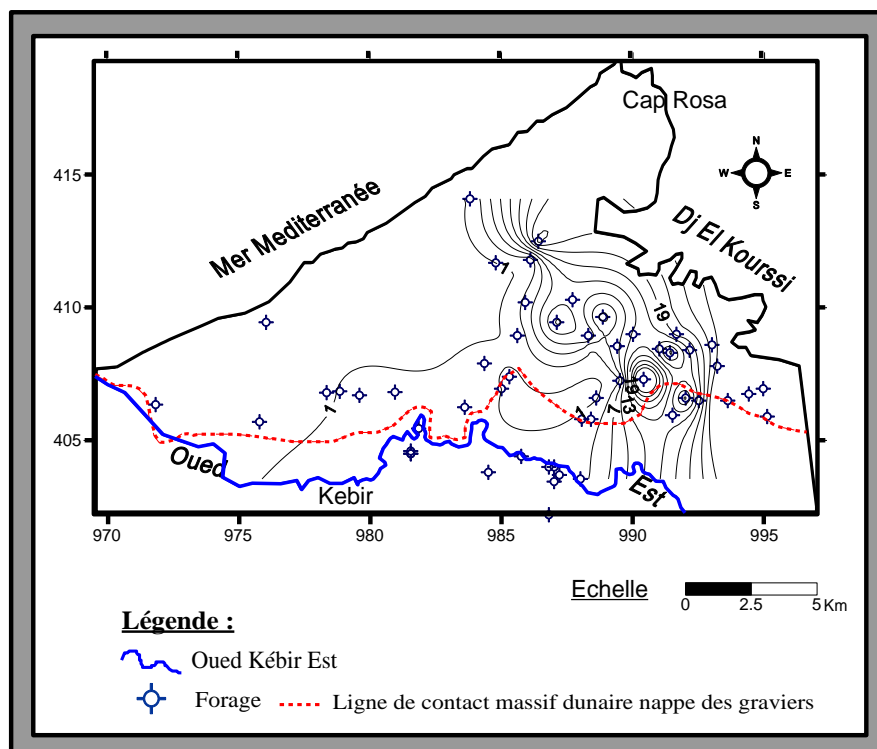 Cap Rosa
N
W E
S
415
Mer Mediterranée
Dj El Kourssi
1
410
19
1
19
13
7
1
405
Oued
Kebir
Est
970 975 980 985 990 995
Echelle
0 2.5 5 Km
Légende :
Oued Kébir Est
Forage
Ligne de contact massif dunaire nappe des graviers